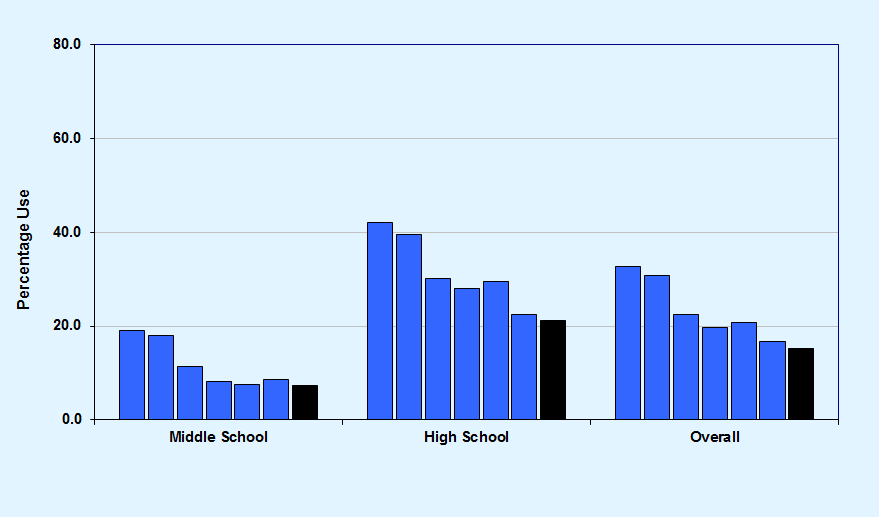 80.0
60.0
40.0
20.0
0.0
Percentage Use
Middle School
High School
Overall